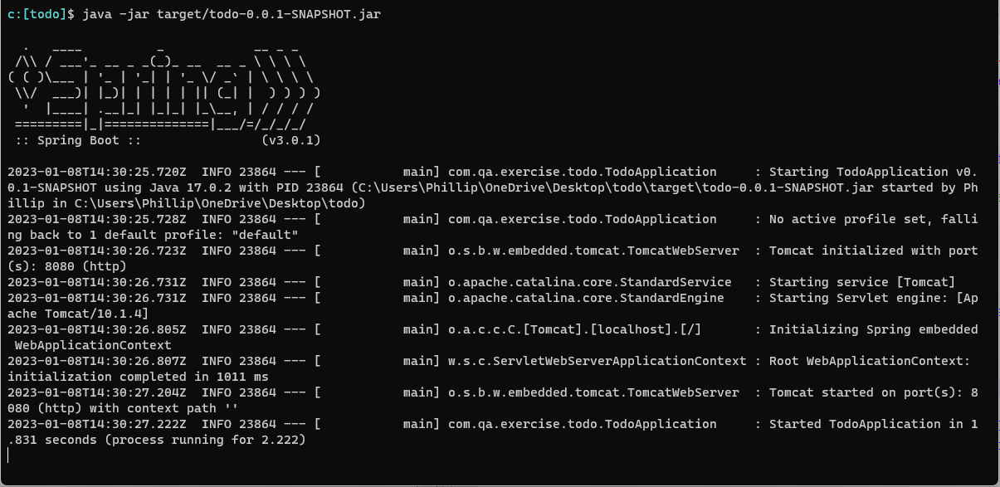 c:[todo]$ java -jar target/todo-0.0.1-SNAPSHOT.jar

  .   ____          _            __ _ _
 /\\ / ___'_ __ _ _(_)_ __  __ _ \ \ \ \
( ( )\___ | '_ | '_| | '_ \/ _` | \ \ \ \
 \\/  ___)| |_)| | | | | || (_| |  ) ) ) )
  '  |____| .__|_| |_|_| |_\__, | / / / /
 =========|_|==============|___/=/_/_/_/
 :: Spring Boot ::                (v3.0.1)

2023-01-08T14:30:25.720Z  INFO 23864 --- [           main] com.qa.exercise.todo.TodoApplication     : Starting TodoApplication v0.
0.1-SNAPSHOT using Java 17.0.2 with PID 23864 (C:\Users\Phillip\OneDrive\Desktop\todo\target\todo-0.0.1-SNAPSHOT.jar started by Ph
illip in C:\Users\Phillip\OneDrive\Desktop\todo)
2023-01-08T14:30:25.728Z  INFO 23864 --- [           main] com.qa.exercise.todo.TodoApplication     : No active profile set, falli
ng back to 1 default profile: "default"
2023-01-08T14:30:26.723Z  INFO 23864 --- [           main] o.s.b.w.embedded.tomcat.TomcatWebServer  : Tomcat initialized with port
(s): 8080 (http)
2023-01-08T14:30:26.731Z  INFO 23864 --- [           main] o.apache.catalina.core.StandardService   : Starting service [Tomcat]
2023-01-08T14:30:26.731Z  INFO 23864 --- [           main] o.apache.catalina.core.StandardEngine    : Starting Servlet engine: [Ap
ache Tomcat/10.1.4]
2023-01-08T14:30:26.805Z  INFO 23864 --- [           main] o.a.c.c.C.[Tomcat].[localhost].[/]       : Initializing Spring embedded
 WebApplicationContext
2023-01-08T14:30:26.807Z  INFO 23864 --- [           main] w.s.c.ServletWebServerApplicationContext : Root WebApplicationContext:
initialization completed in 1011 ms
2023-01-08T14:30:27.204Z  INFO 23864 --- [           main] o.s.b.w.embedded.tomcat.TomcatWebServer  : Tomcat started on port(s): 8
080 (http) with context path ''
2023-01-08T14:30:27.222Z  INFO 23864 --- [           main] com.qa.exercise.todo.TodoApplication     : Started TodoApplication in 1
.831 seconds (process running for 2.222)